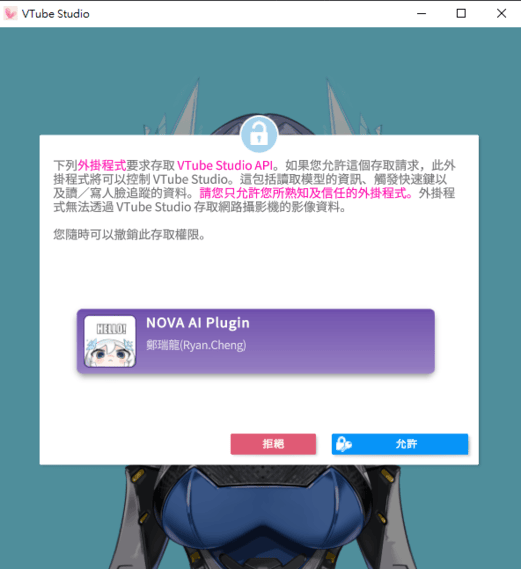 VTube Studio
下列外掛程式要求存取 VTube Studio API。如果您允許這個存取請求，此外
掛程式將可以控制 VTube Studio。這包括讀取模型的資訊、觸發快速鍵以
及讀／寫人臉追蹤的資料。請您只允許您所熟知及信任的外掛程式。外掛程
式無法透過 VTube Studio 存取網路攝影機的影像資料。
您隨時可以撤銷此存取權限。
HELLO!
NOVA AI Plugin
鄭瑞龍(Ryan.Cheng)
拒絕
允許